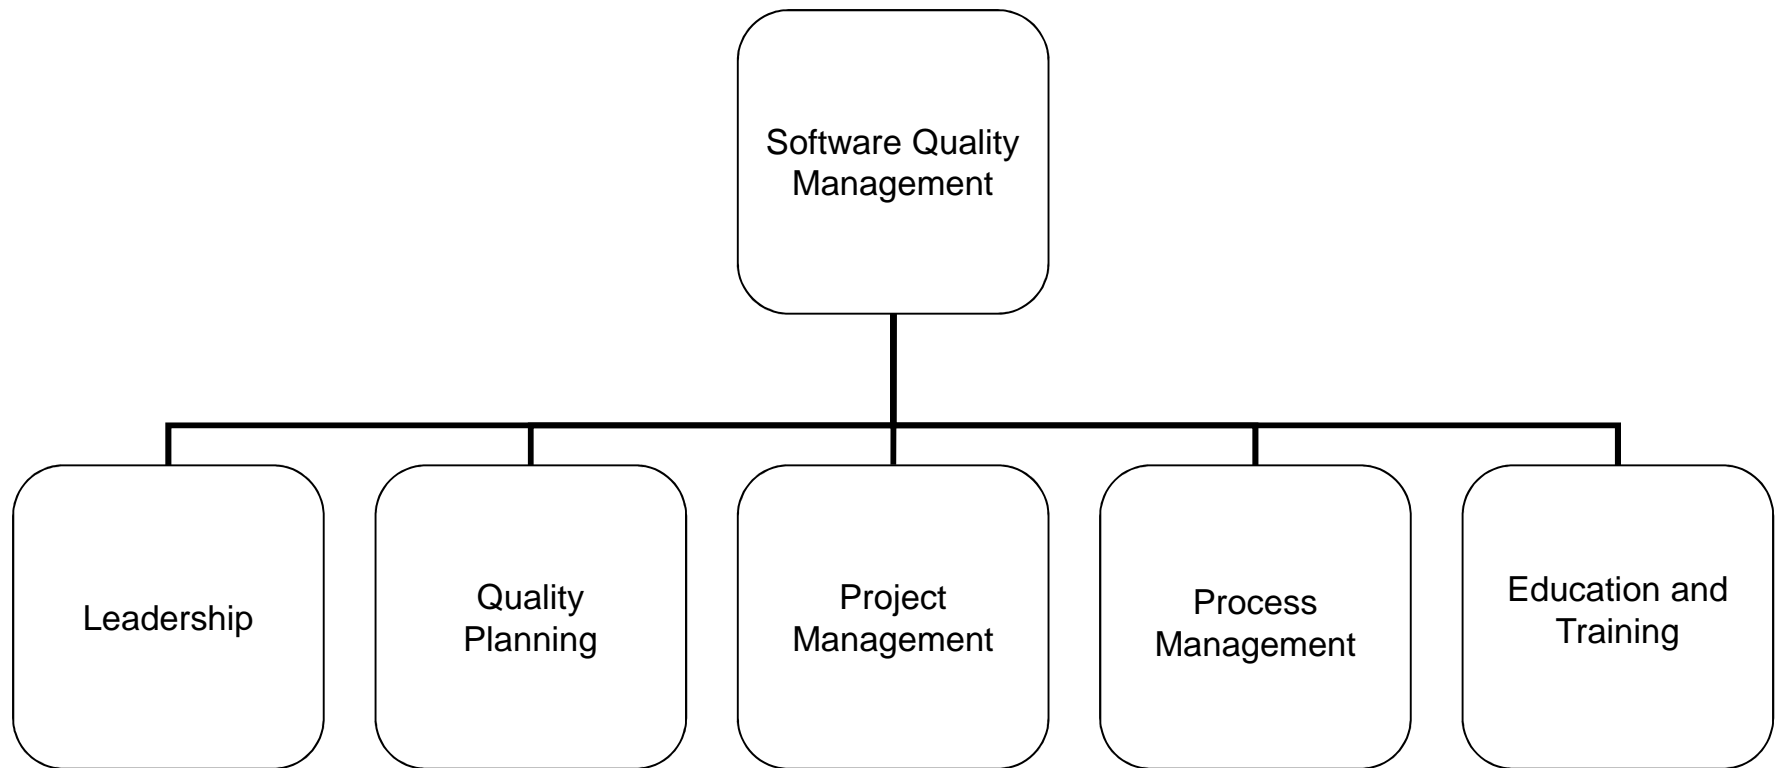 Software Quality
Management
Leadership
Quality
Planning
Project
Management
Process
Management
Education and
Training